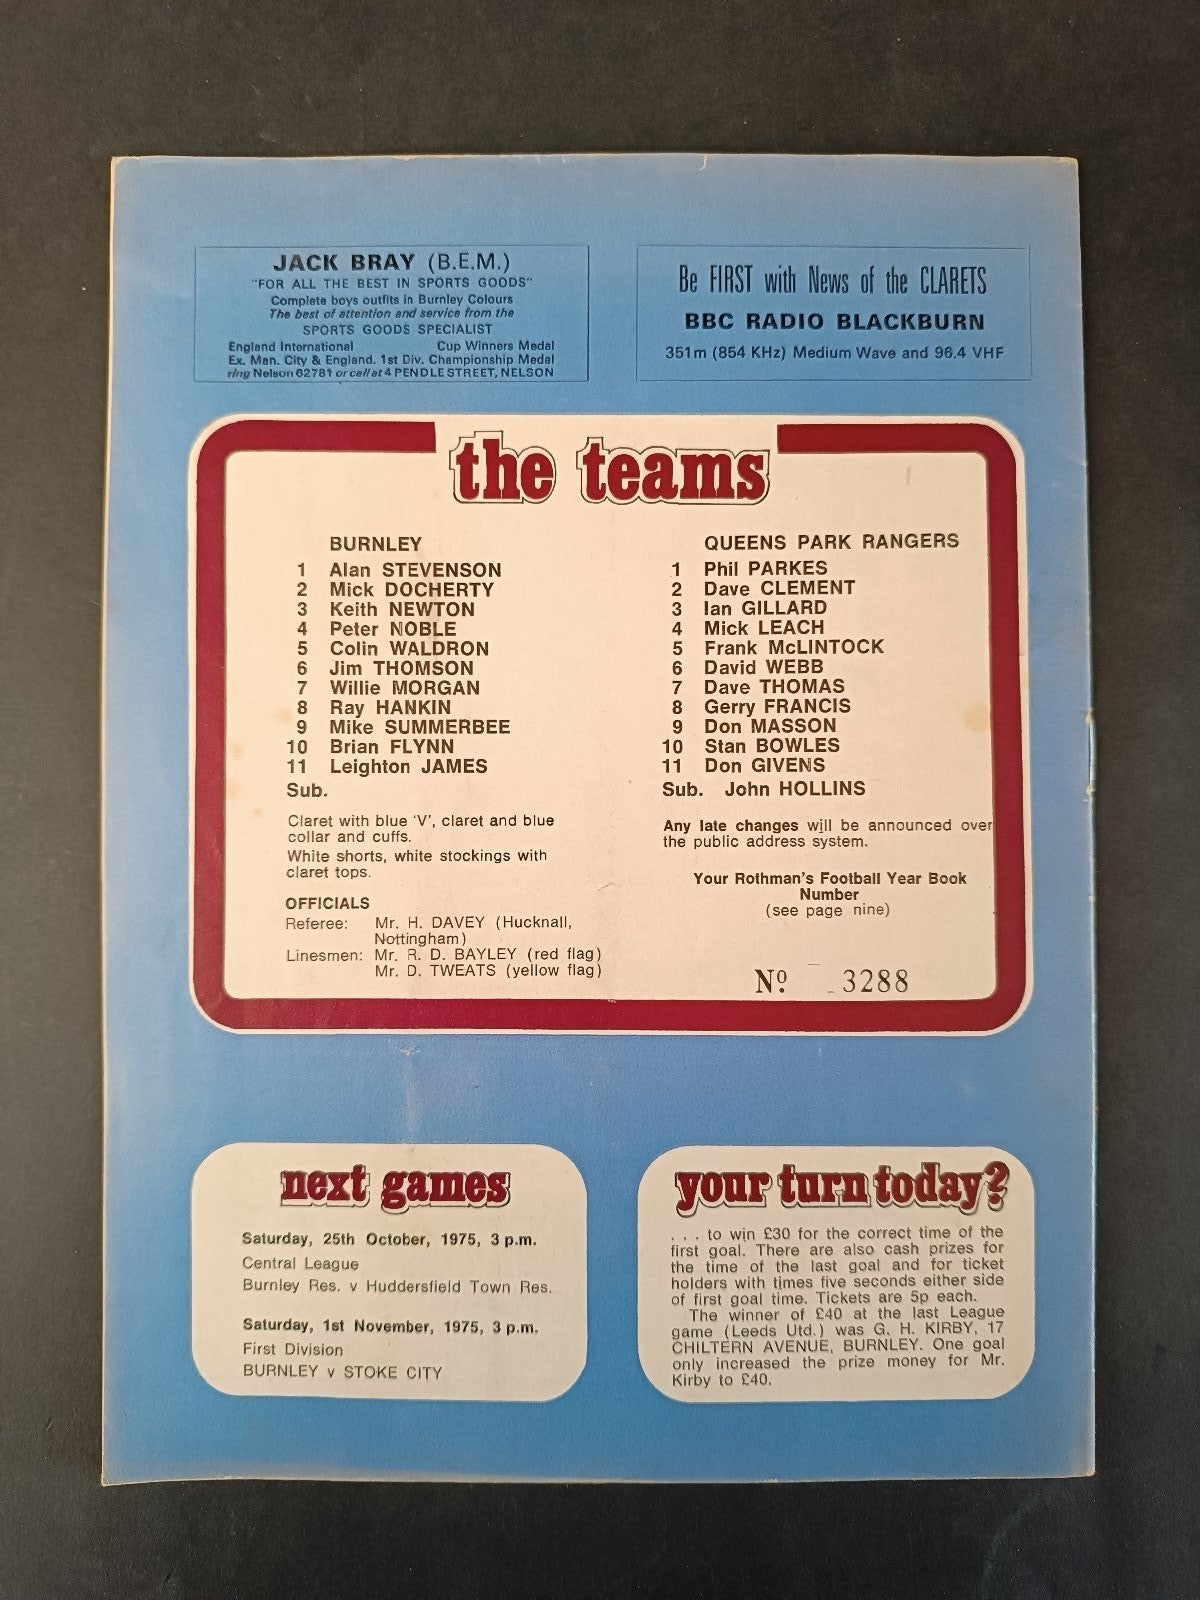 JACK BRAY (B.E.M.)
"FOR ALL THE BEST IN SPORTS GOODS"
Complete boys outfits in Burnley Colours
The best of attention and service from the
SPORTS GOODS SPECIALIST
England International Cup Winners Medal
Ex. Man. City & England. 1st Div. Championship Medal
ring Nelson 62781 or call at 4 PENDLE STREET, NELSON
Be FIRST with News of the CLARETS
BBC RADIO BLACKBURN
351m (854 KHz) Medium Wave and 96.4 VHF
the teams
BURNLEY
1 Alan STEVENSON
2 Mick DOCHERTY
3 Keith NEWTON
4 Peter NOBLE
5 Colin WALDRON
6 Jim THOMSON
7 Willie MORGAN
8 Ray HANKIN
9 Mike SUMMERBEE
10 Brian FLYNN
11 Leighton JAMES
Sub.
Claret with blue 'V', claret and blue
collar and cuffs.
White shorts, white stockings with
claret tops.
OFFICIALS
Referee: Mr. H. DAVEY (Hucknall,
Nottingham)
Linesmen: Mr. R. D. BAYLEY (red flag)
Mr. D. TWEATS (yellow flag)
QUEENS PARK RANGERS
1 Phil PARKES
2 Dave CLEMENT
3 Ian GILLARD
4 Mick LEACH
5 Frank McLINTOCK
6 David WEBB
7 Dave THOMAS
8 Gerry FRANCIS
9 Don MASSON
10 Stan BOWLES
11 Don GIVENS
Sub. John HOLLINS
Any late changes will be announced over
the public address system.
Your Rothman's Football Year Book
Number
(see page nine)
Nº 3288
next games
Saturday, 25th October, 1975, 3 p.m.
Central League
Burnley Res. v Huddersfield Town Res.
Saturday, 1st November, 1975, 3 p.m.
First Division
BURNLEY v STOKE CITY
your turn today?
. . . to win £30 for the correct time of the
first goal. There are also cash prizes for
the time of the last goal and for ticket
holders with times five seconds either side
of first goal time. Tickets are 5p each.
The winner of £40 at the last League
game (Leeds Utd.) was G. H. KIRBY, 17
CHILTERN AVENUE, BURNLEY. One goal
only increased the prize money for Mr.
Kirby to £40.